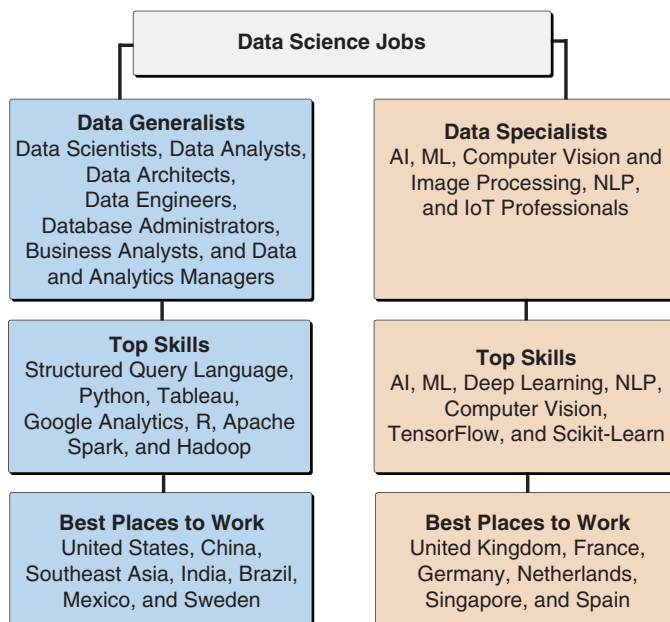 Data Science Jobs
Data Generalists
Data Scientists, Data Analysts,
Data Architects,
Data Engineers,
Database Administrators,
Business Analysts, and Data
and Analytics Managers
Top Skills
Structured Query Language,
Python, Tableau,
Google Analytics, R, Apache
Spark, and Hadoop
Best Places to Work
United States, China,
Southeast Asia, India, Brazil,
Mexico, and Sweden
Data Specialists
AI, ML, Computer Vision and
Image Processing, NLP,
and IoT Professionals
Top Skills
AI, ML, Deep Learning, NLP,
Computer Vision,
TensorFlow, and Scikit-Learn
Best Places to Work
United Kingdom, France,
Germany, Netherlands,
Singapore, and Spain